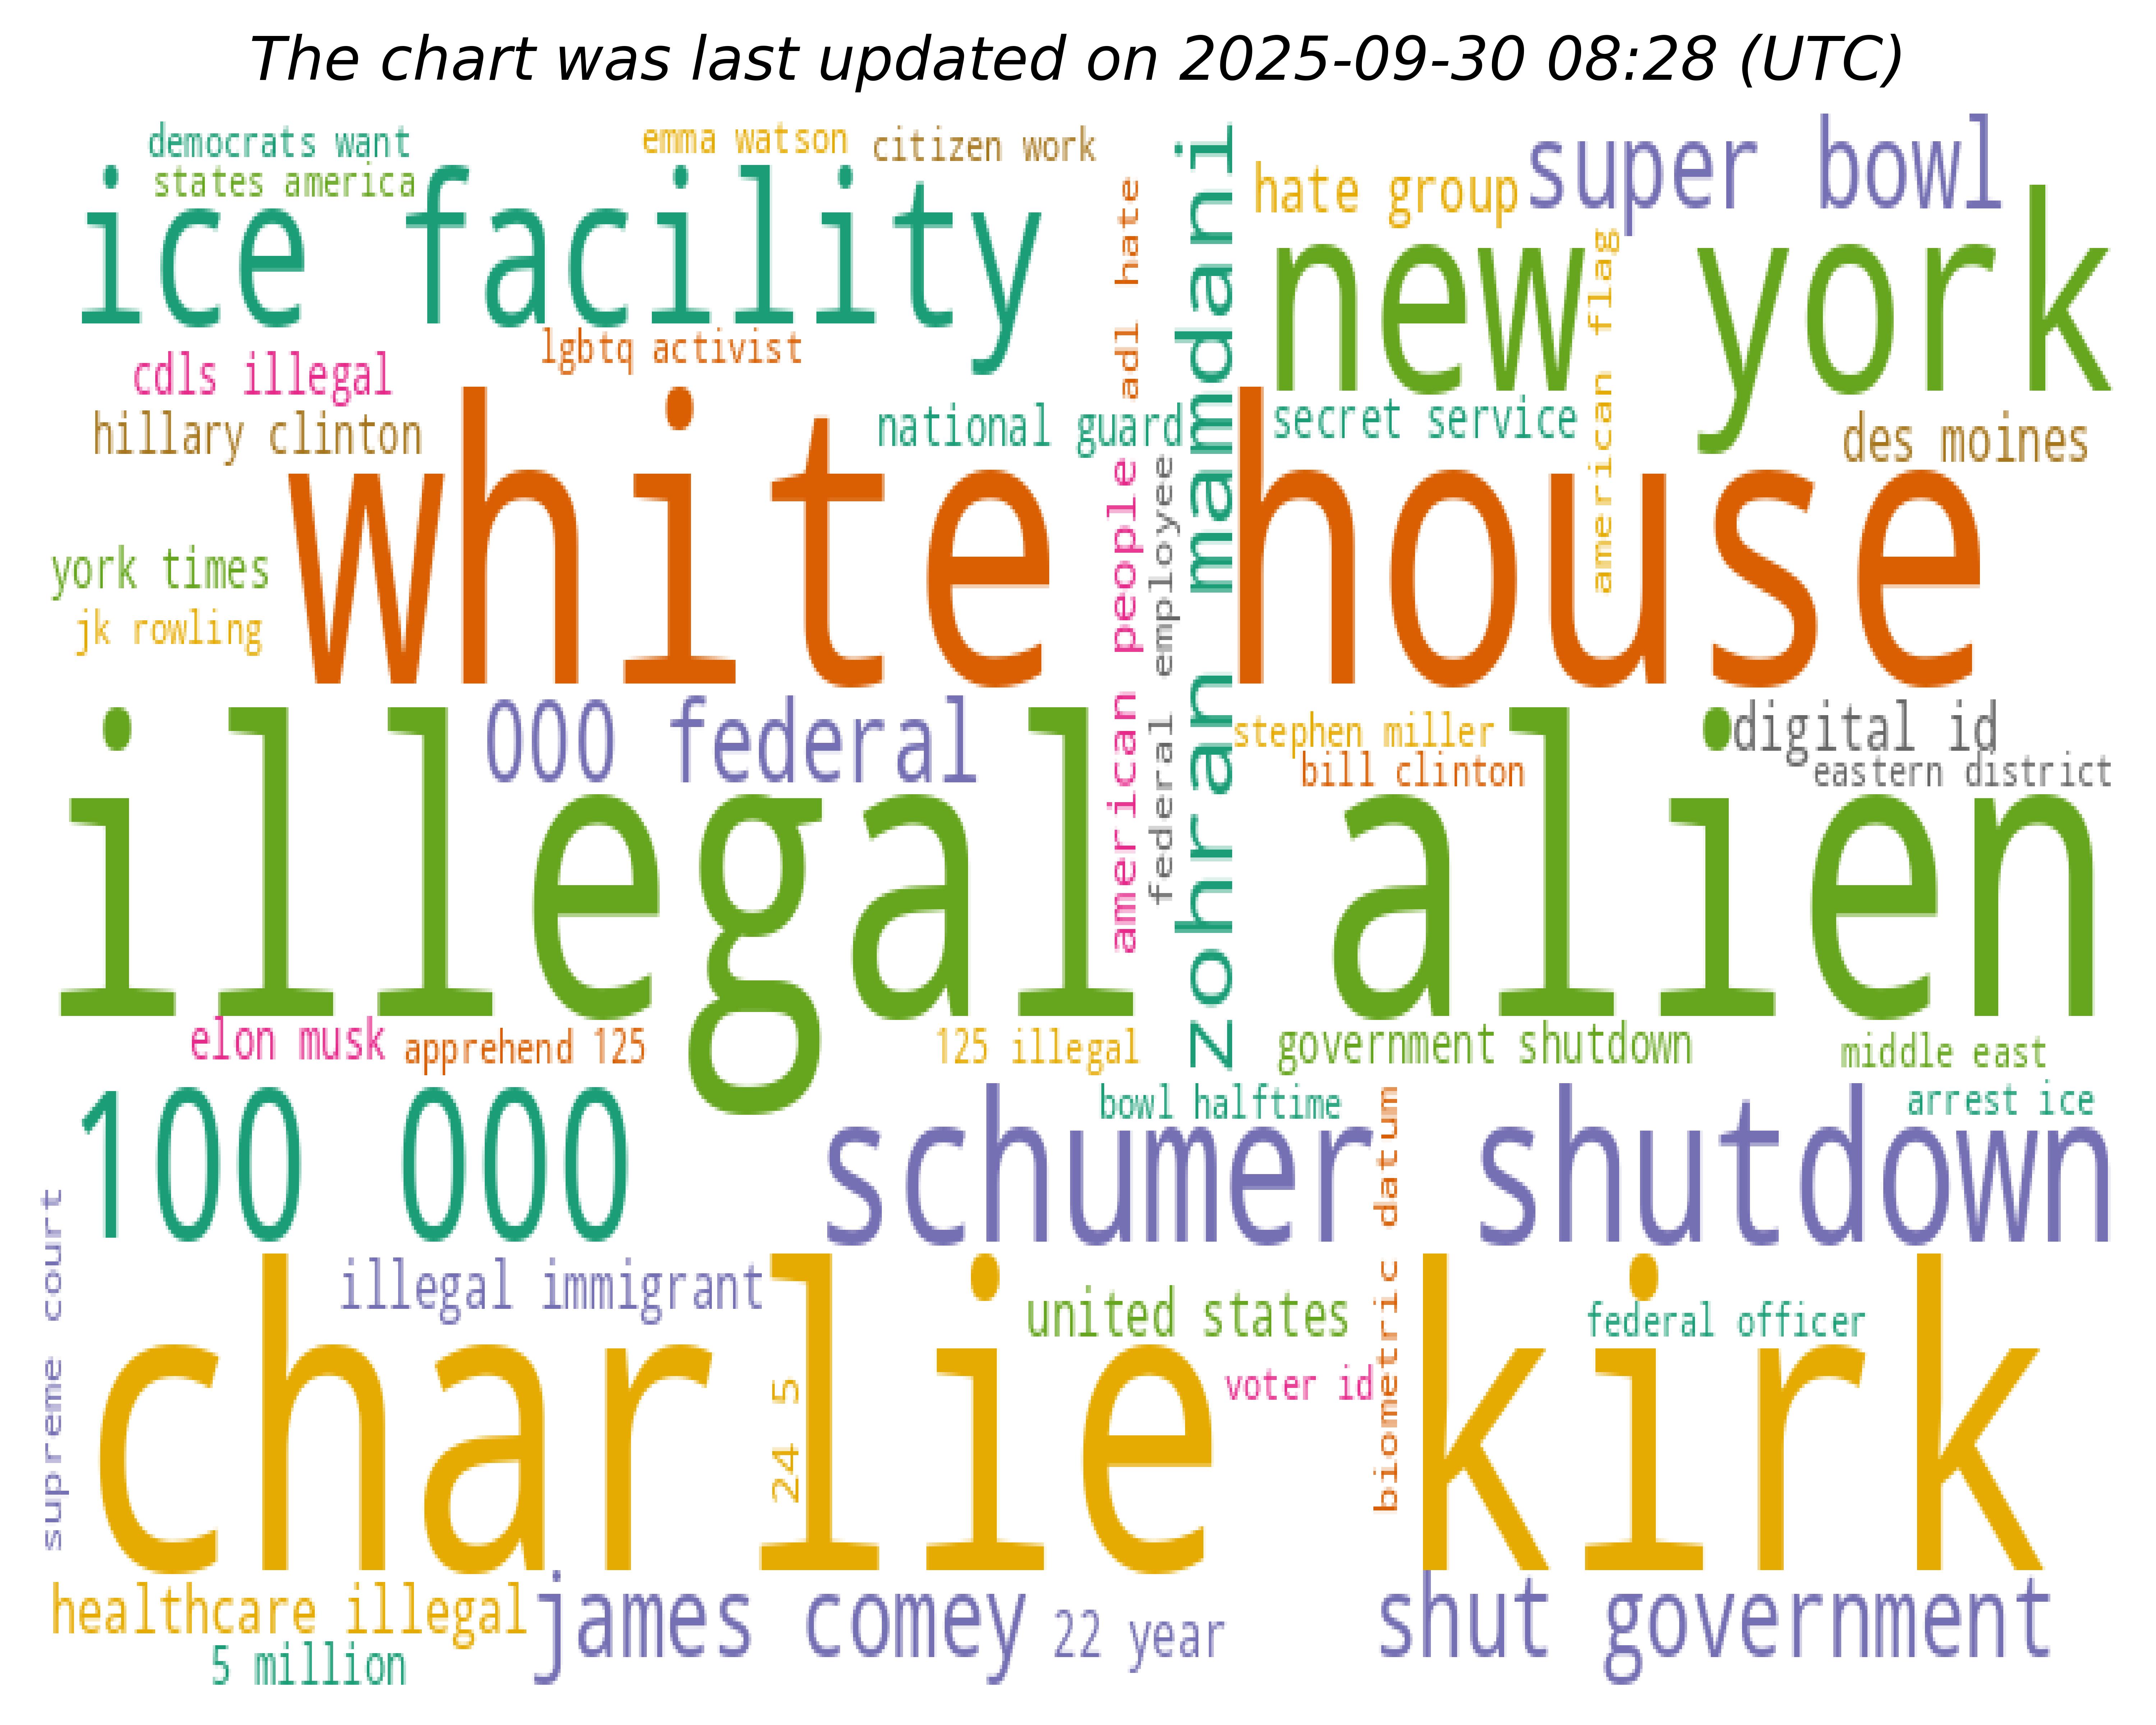 The chart was last updated on 2025-09-30 08:28 (UTC)
democrats want
emma watson
citizen work
super bowl
states america
hate group
ice facility
adl hate
zohran mamdani
new york
american flag
lgbtq activist
cdls illegal
hillary clinton
national guard
secret service
des moines
white house
american people
federal employee
york times
jk rowling
000 federal
stephen miller
digital id
bill clinton
eastern district
illegal alien
elon musk
apprehend 125
125 illegal
government shutdown
middle east
bowl halftime
arrest ice
100 000
schumer shutdown
biometric datum
supreme court
illegal immigrant
united states
federal officer
charlie kirk
24 5
voter id
healthcare illegal
james comey
22 year
shut government
5 million